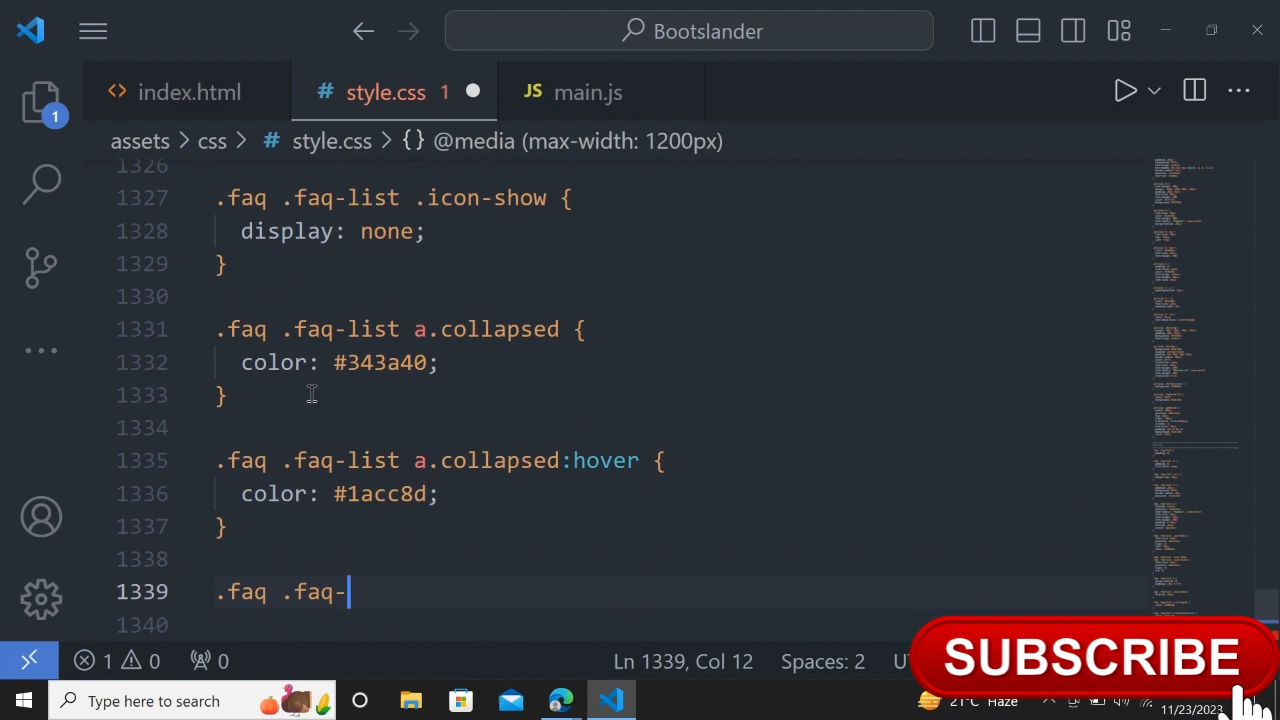 Bootslander
index.html
style.css 1
JS main.js
1
assets > css > # style.css > {} @media (max-width: 1200px)
1326
1327 .faq .faq-list .icon-show {
1328 display: none;
1329 }
1330
1331 .faq .faq-list a.collapsed {
1332 color: #343a40;
1333 }
1334
1335 .faq .faq-list a.collapsed:hover {
1336 color: #1acc8d;
1337 }
1338
1339 .faq .faq-
1340
1 0 0 Ln 1339, Col 12 Spaces: 2
SUBSCRIBE
Type here to search
21°C Haze
11/23/2023